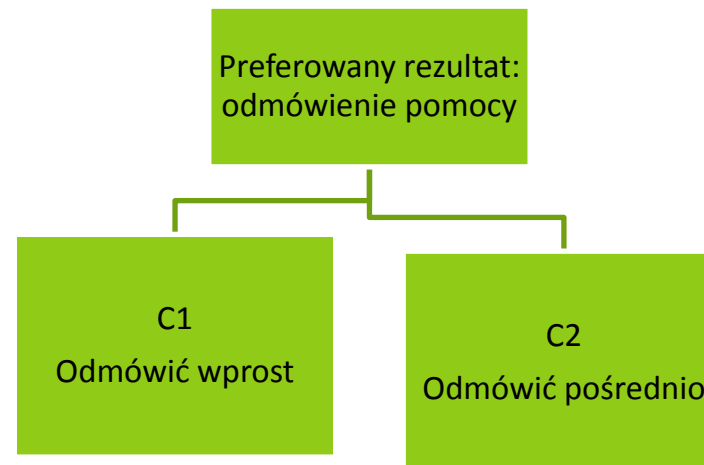 Preferowany rezultat:
odmówienie pomocy
C1
Odmówić wprost
C2
Odmówić pośrednio